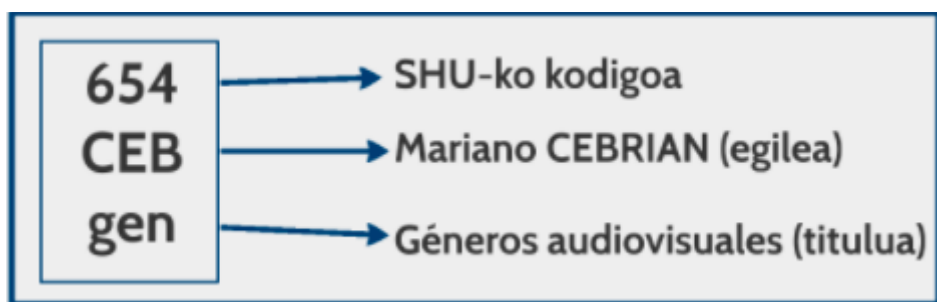 654
SHU-ko kodigoa
CEB
Mariano CEBRIAN (egilea)
gen
Géneros audiovisuales (titulua)